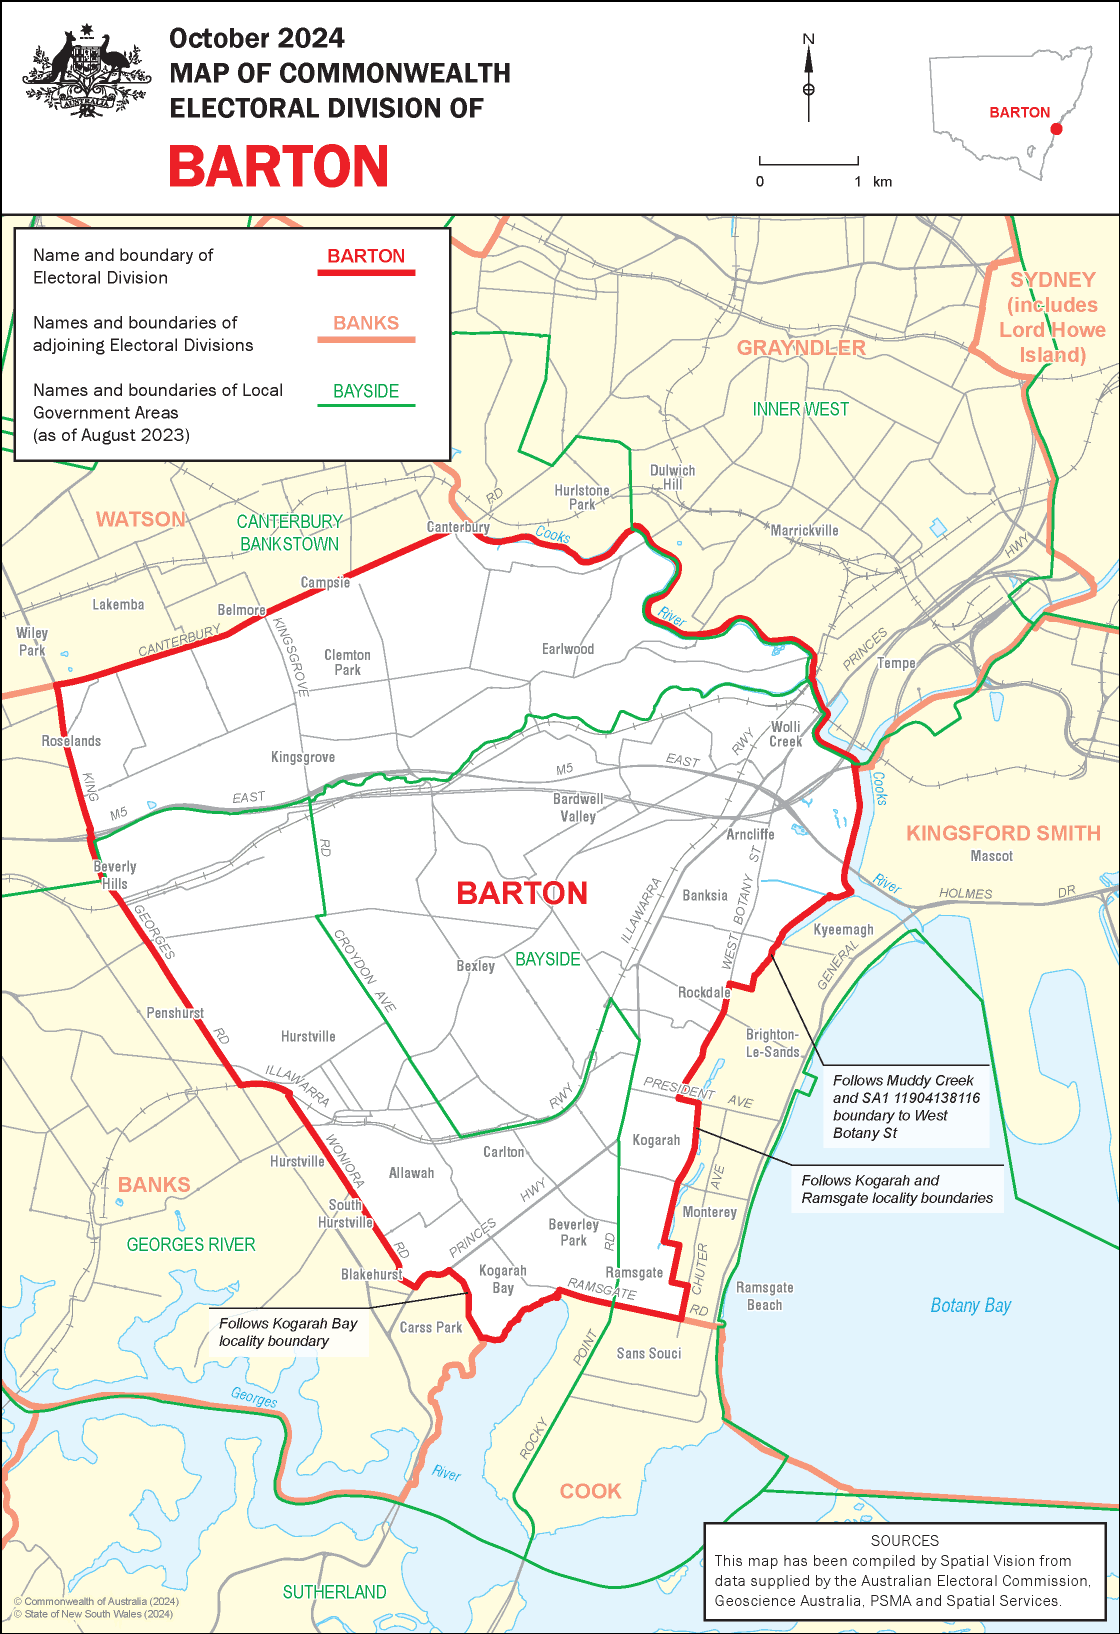 October 2024
MAP OF COMMONWEALTH
ELECTORAL DIVISION OF
BARTON
AUSTRALIA
N
0 1 km
BARTON
Name and boundary of
Electoral Division
BARTON
Names and boundaries of
adjoining Electoral Divisions
BANKS
Names and boundaries of Local
Government Areas
(as of August 2023)
BAYSIDE
SYDNEY
(includes
Lord Howe
Island)
GRAYNDLER
INNER WEST
Dulwich
Hill
Hurlstone
Park
RD
WATSON
CANTERBURY
BANKSTOWN
Canterbury
Cooks
Marrickville
HWY
Campsie
Lakemba
Belmore
River
Wiley
Park
CANTERBURY
KINGSGROVE
Clemton
Park
Earlwood
PRINCES
Tempe
Roselands
Wolli
Creek
RWY
Kingsgrove
M5
EAST
KING
M5
EAST
Cooks
Bardwell
Valley
Arncliffe
KINGSFORD SMITH
Mascot
RD
ST
Beverly
Hills
BARTON
River
HOLMES
DR
Banksia
ILLAWARRA
WEST BOTANY
GEORGES
CROYDON AVE
Kyeemagh
BAYSIDE
Bexley
GENERAL
Rockdale
Penshurst
RD
Hurstville
Brighton-
Le-Sands
ILLAWARRA
RWY
PRESIDENT AVE
Follows Muddy Creek
and SA1 11904138116
boundary to West
Botany St
Kogarah
WONIORA
Carlton
Hurstville
Allawah
Follows Kogarah and
Ramsgate locality boundaries
BANKS
HWY
AVE
South
Hurstville
Monterey
Beverley
Park
GEORGES RIVER
PRINCES
RD
RD
Blakehurst
Kogarah
Bay
Ramsgate
CHUTER
RAMSGATE
RD
Ramsgate
Beach
Botany Bay
Follows Kogarah Bay
locality boundary
Carss Park
Sans Souci
POINT
Georges
ROCKY
River
COOK
SUTHERLAND
SOURCES
This map has been compiled by Spatial Vision from
data supplied by the Australian Electoral Commission,
Geoscience Australia, PSMA and Spatial Services.
© Commonwealth of Australia (2024)
© State of New South Wales (2024)